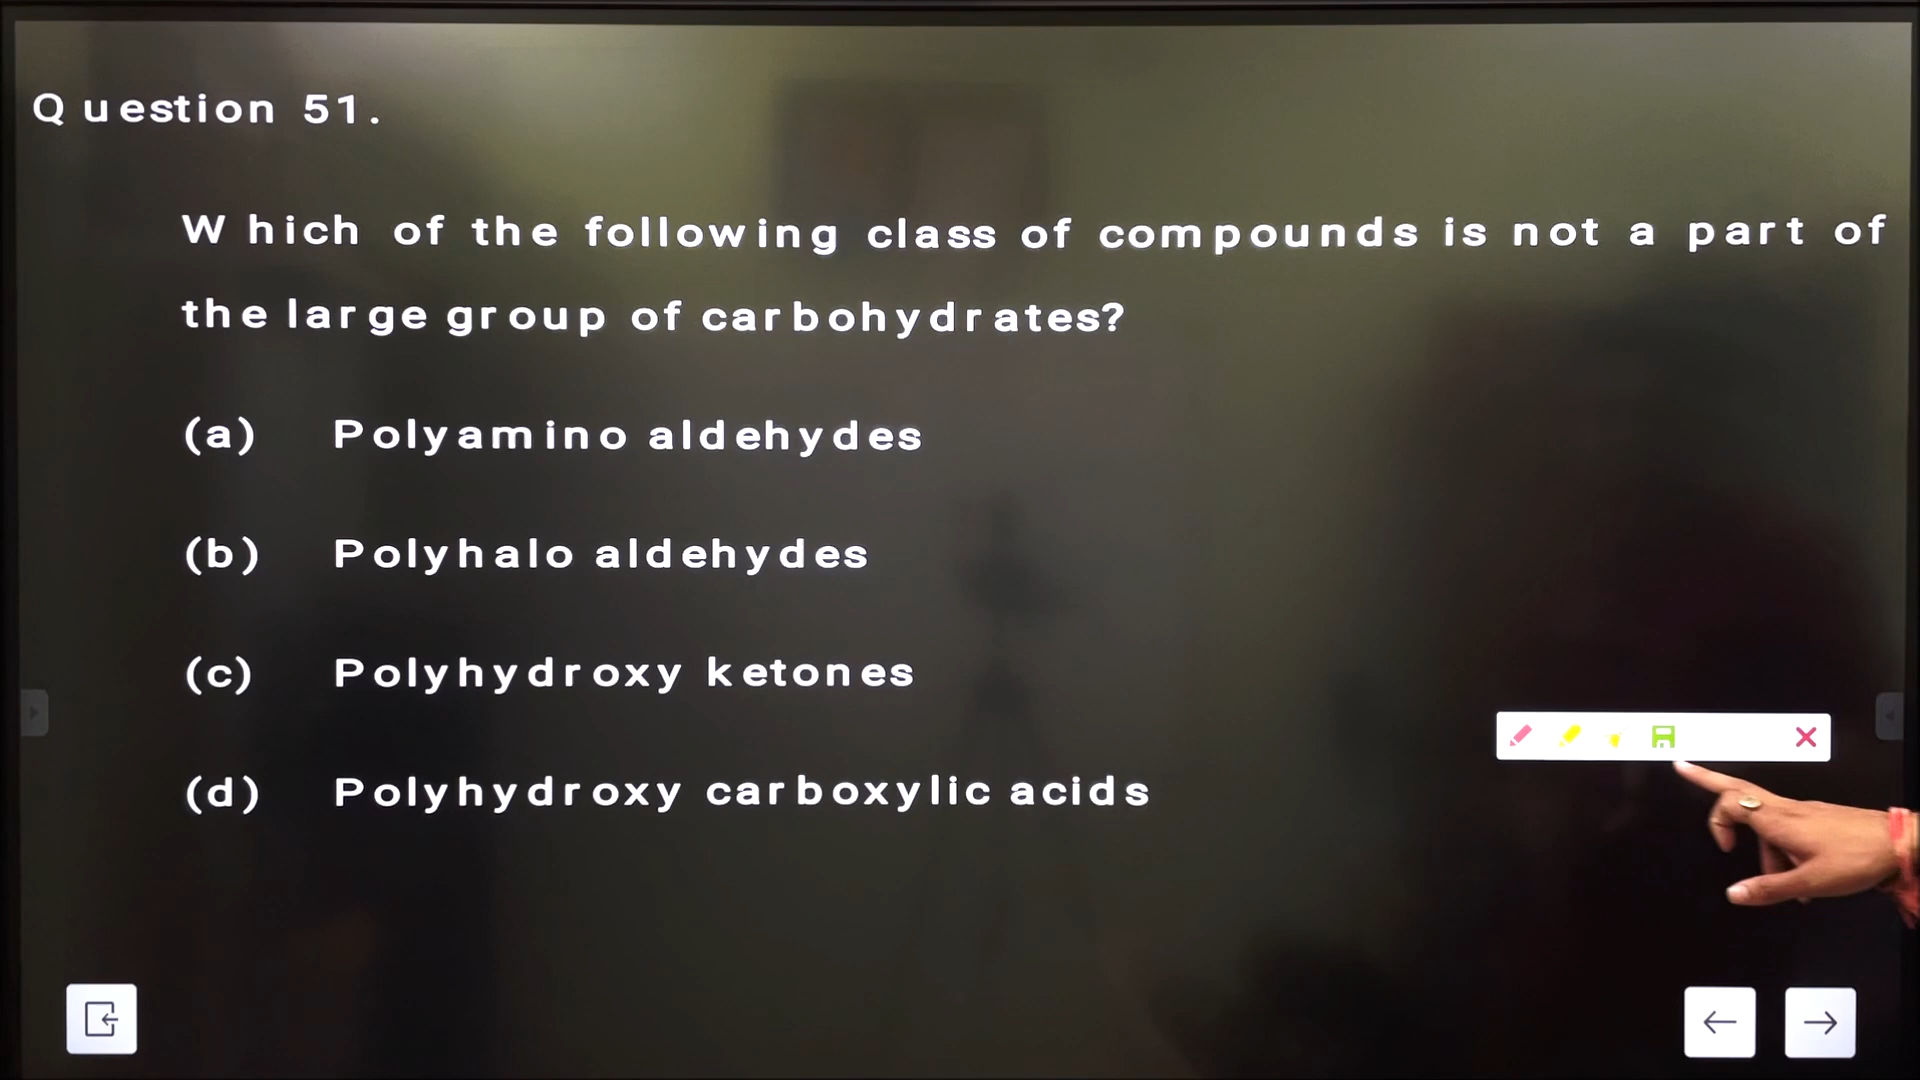 Question 51.
Which of the following class of compounds is not a part of
the large group of carbohydrates?
(a) Polyamino aldehydes
(b) Polyhalo aldehydes
(c) Polyhydroxy ketones
(d) Polyhydroxy carboxylic acids